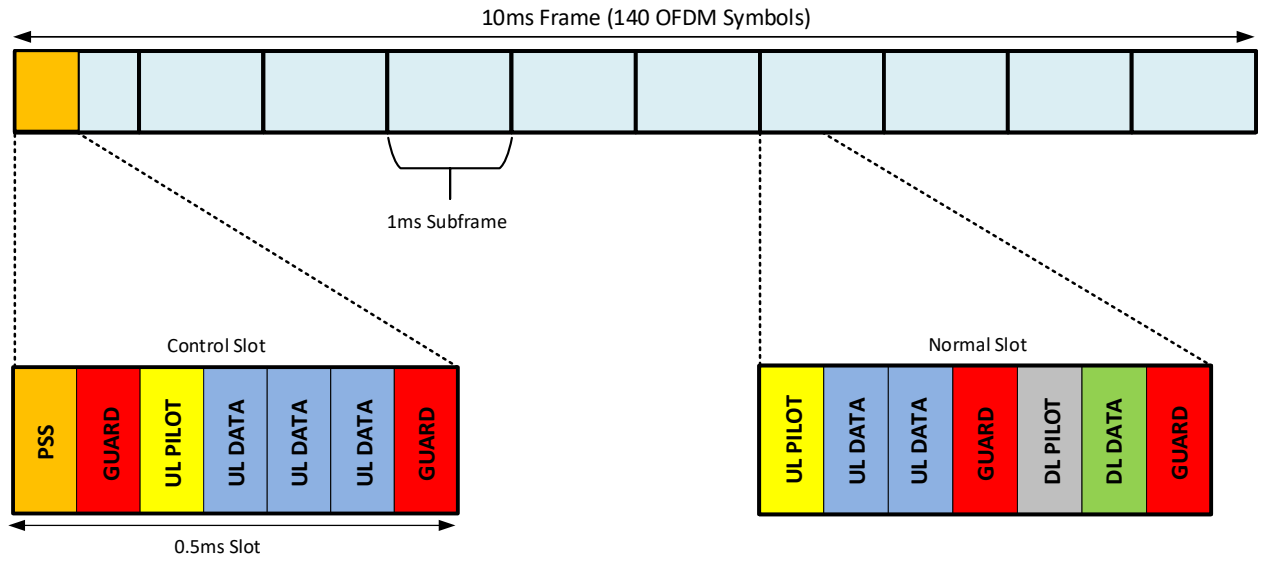 10ms Frame (140 OFDM Symbols)
1ms Subframe
Control Slot
PSS
GUARD
UL PILOT
UL DATA
UL DATA
UL DATA
GUARD
0.5ms Slot
Normal Slot
UL PILOT
UL DATA
UL DATA
GUARD
DL PILOT
DL DATA
GUARD